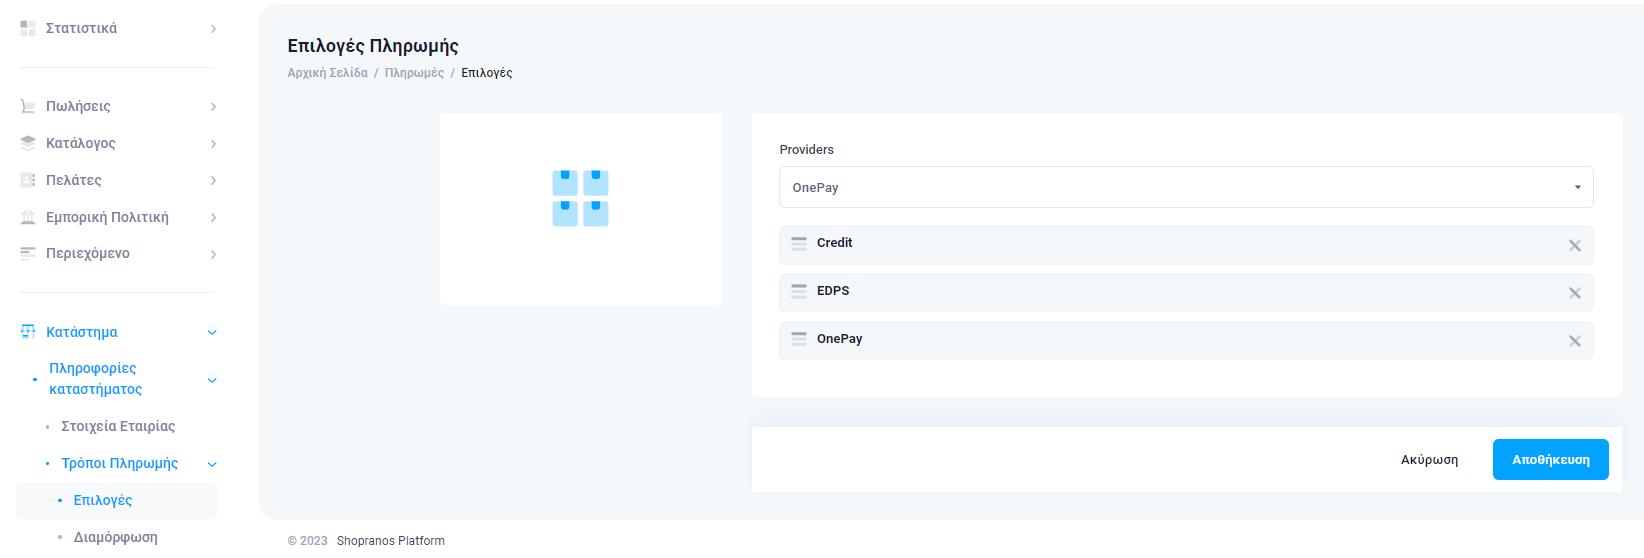 Στατιστικά
Πωλήσεις
Κατάλογος
Πελάτες
Εμπορική Πολιτική
Περιεχόμενο
Κατάστημα
Πληροφορίες
καταστήματος
Στοιχεία Εταιρίας
Τρόποι Πληρωμής
Επιλογές
Διαμόρφωση
Επιλογές Πληρωμής
Αρχική Σελίδα / Πληρωμές / Επιλογές
Providers
OnePay
Credit
EDPS
OnePay
Ακύρωση Αποθήκευση
© 2023 Shopranos Platform